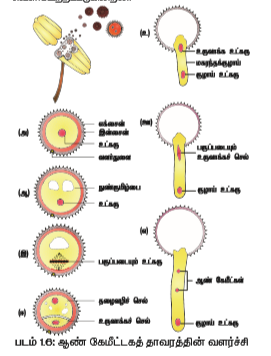 (அ)
எக்சைன்
இன்டைன்
உட்கரு
வளர்துளை
(ஆ)
நுண்குமிழ்பை
உட்கரு
(இ)
பகுப்படையும் உட்கரு
(ஈ)
தழைவழிச் செல்
உருவாக்கச் செல்
(உ)
உருவாக்க உட்கரு
மகரந்தக்குழாய்
குழாய் உட்கரு
(ஊ)
பகுப்படையும்
உருவாக்கச் செல்
குழாய் உட்கரு
(எ)
ஆண் கேமீட்கள்
குழாய் உட்கரு
படம் 1.6: ஆண் கேமீட்டகத் தாவரத்தின் வளர்ச்சி